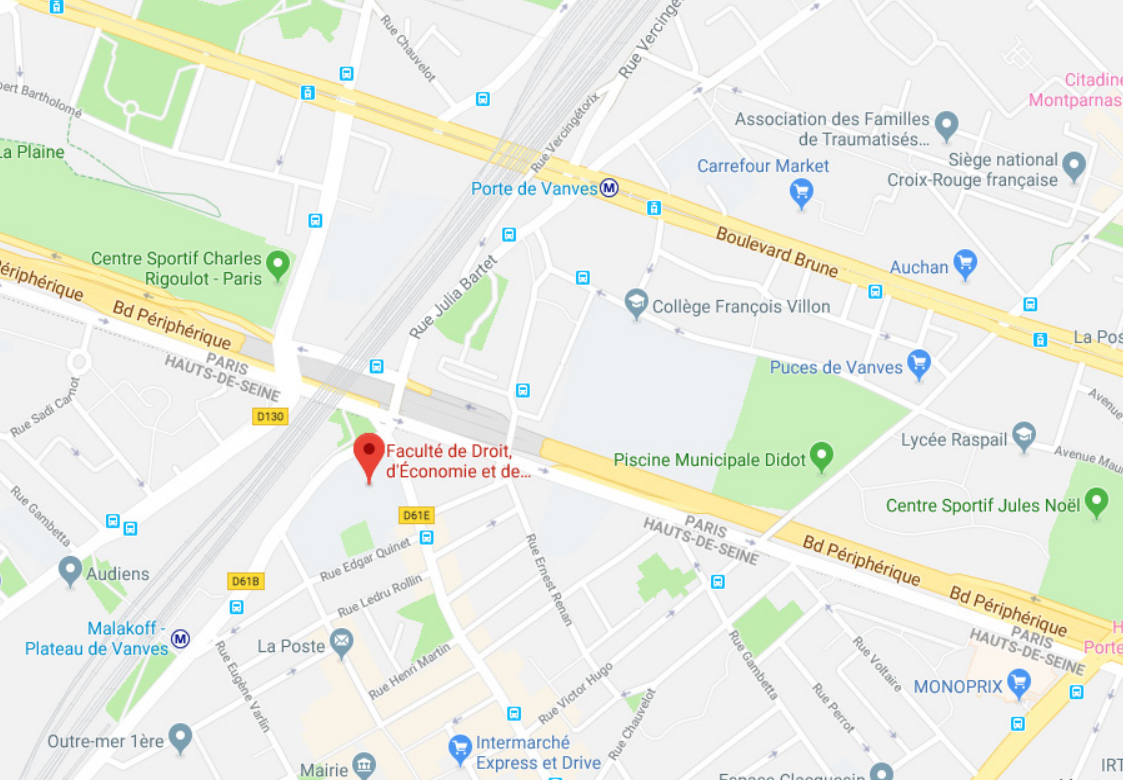 Rue Chauvelot
Rue Vercingé
Citadine
Montparnas
bert Bartholomé
Rue Vercingétorix
Association des Familles
de Traumatisés...
La Plaine
Carrefour Market
Siège national
Croix-Rouge française
Porte de Vanves
M
Boulevard Brune
Centre Sportif Charles
Rigoulot - Paris
Auchan
Rue Julia Bartet
Périphérique
Collège François Villon
Bd Périphérique
La Pos
PARIS
HAUTS-DE-SEINE
Puces de Vanves
Rue Sadi Carnot
D130
Avenue
Lycée Raspail
Faculté de Droit,
d'Économie et de...
Piscine Municipale Didot
Avenue Mau
Centre Sportif Jules Noël
Rue Gambetta
D61E
PARIS
HAUTS-DE-SEINE
Rue Edgar Quinet
Rue Ernest Renan
Bd Périphérique
Audiens
D61B
Rue Ledru Rollin
Bd Périphérique
Malakoff -
Plateau de Vanves
M
La Poste
PARIS
HAUTS-DE-SEINE
H
Porte
Rue Eugène Varlin
Rue Henri Martin
Rue Gambetta
Rue Voltaire
Rue Victor Hugo
Rue Perrot
MONOPRIX
Rue Chauvelot
Outre-mer 1ère
Intermarché
Express et Drive
Mairie
IRT